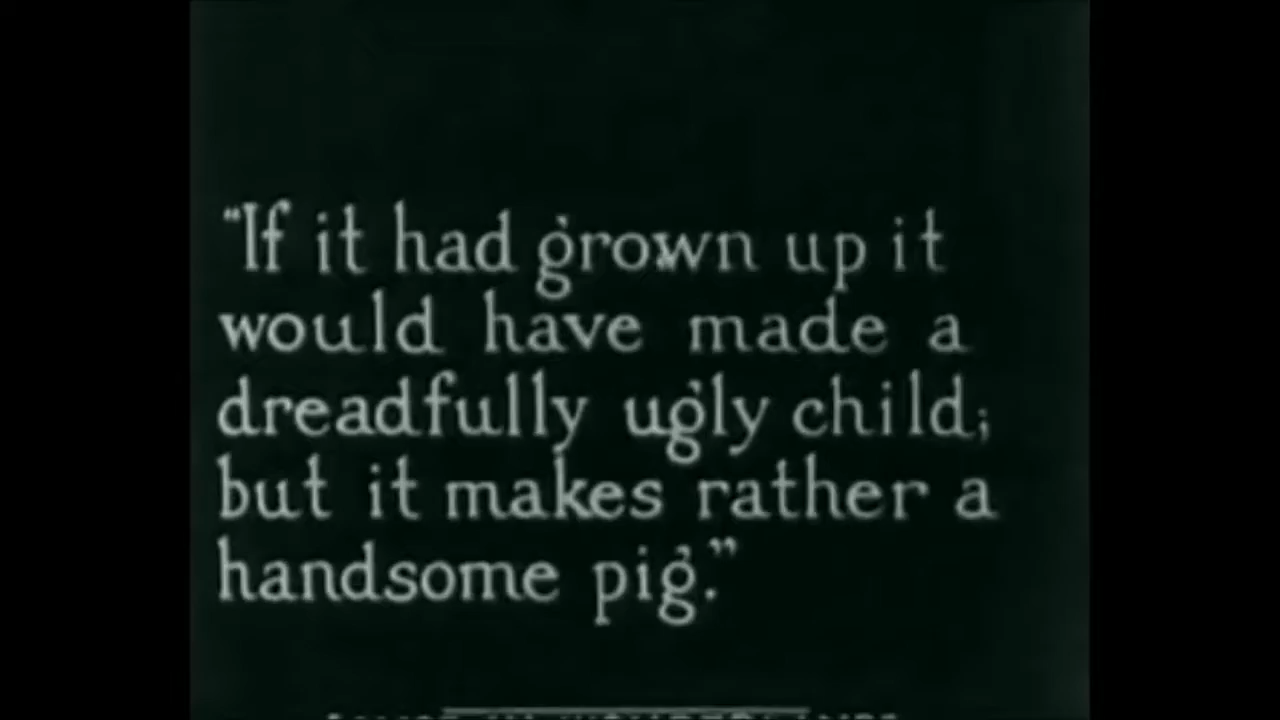 “If it had grown up it
would have made a
dreadfully ugly child;
but it makes rather a
handsome pig.”